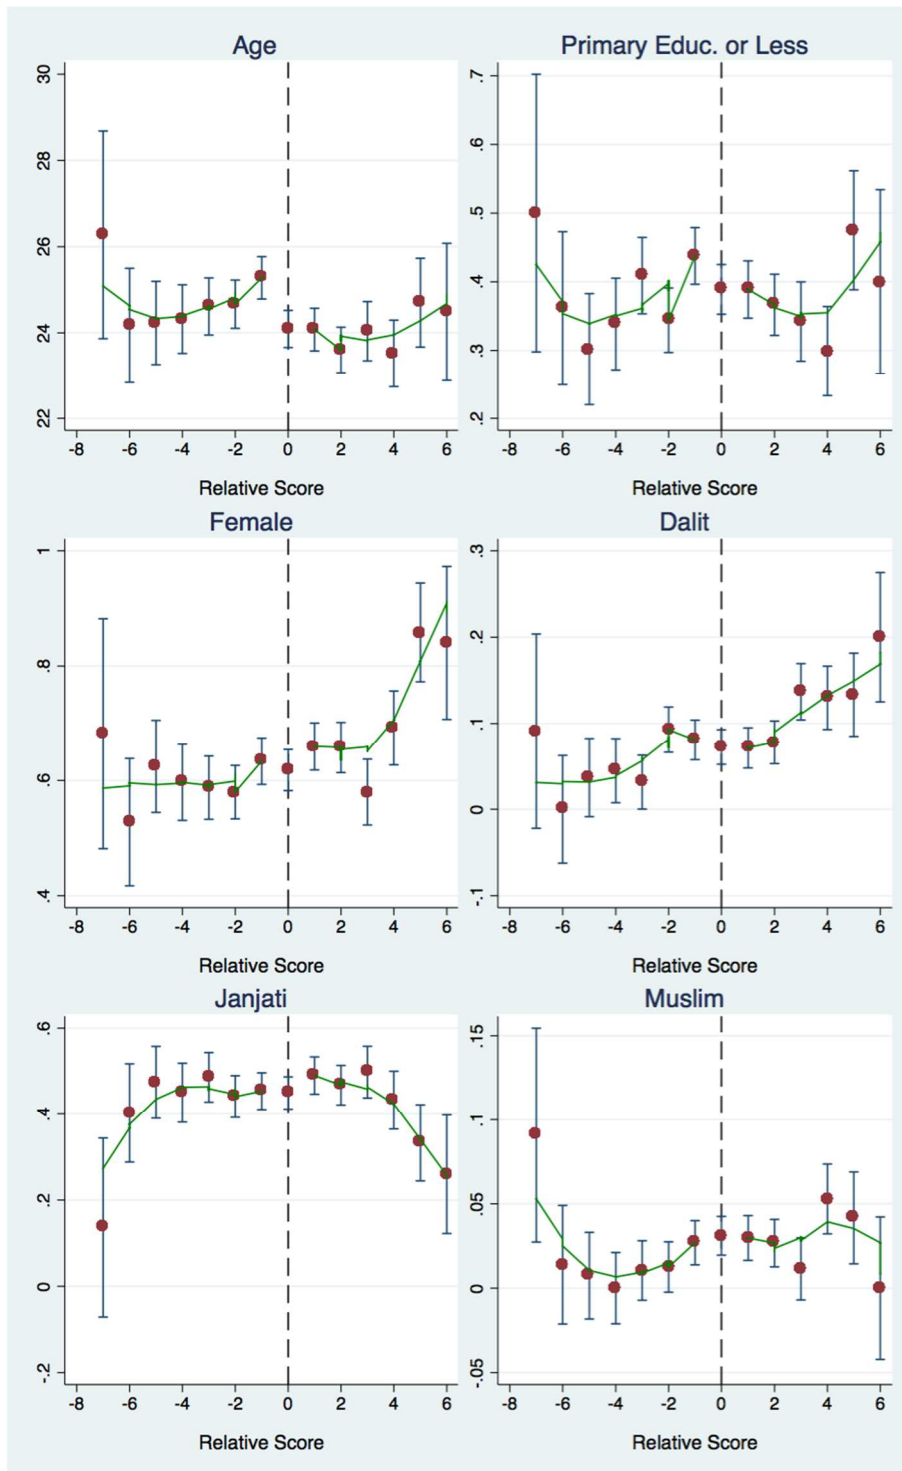 Age
30
28
26
24
22
-8 -6 -4 -2 0 2 4 6
Relative Score
Primary Educ. or Less
.7
.6
.5
.4
.3
.2
-8 -6 -4 -2 0 2 4 6
Relative Score
Female
1
.8
.6
.4
-8 -6 -4 -2 0 2 4 6
Relative Score
Dalit
.3
.2
.1
0
-.1
-8 -6 -4 -2 0 2 4 6
Relative Score
Janjati
.6
.4
.2
0
-.2
-8 -6 -4 -2 0 2 4 6
Relative Score
Muslim
.15
.1
.05
0
-.05
-8 -6 -4 -2 0 2 4 6
Relative Score